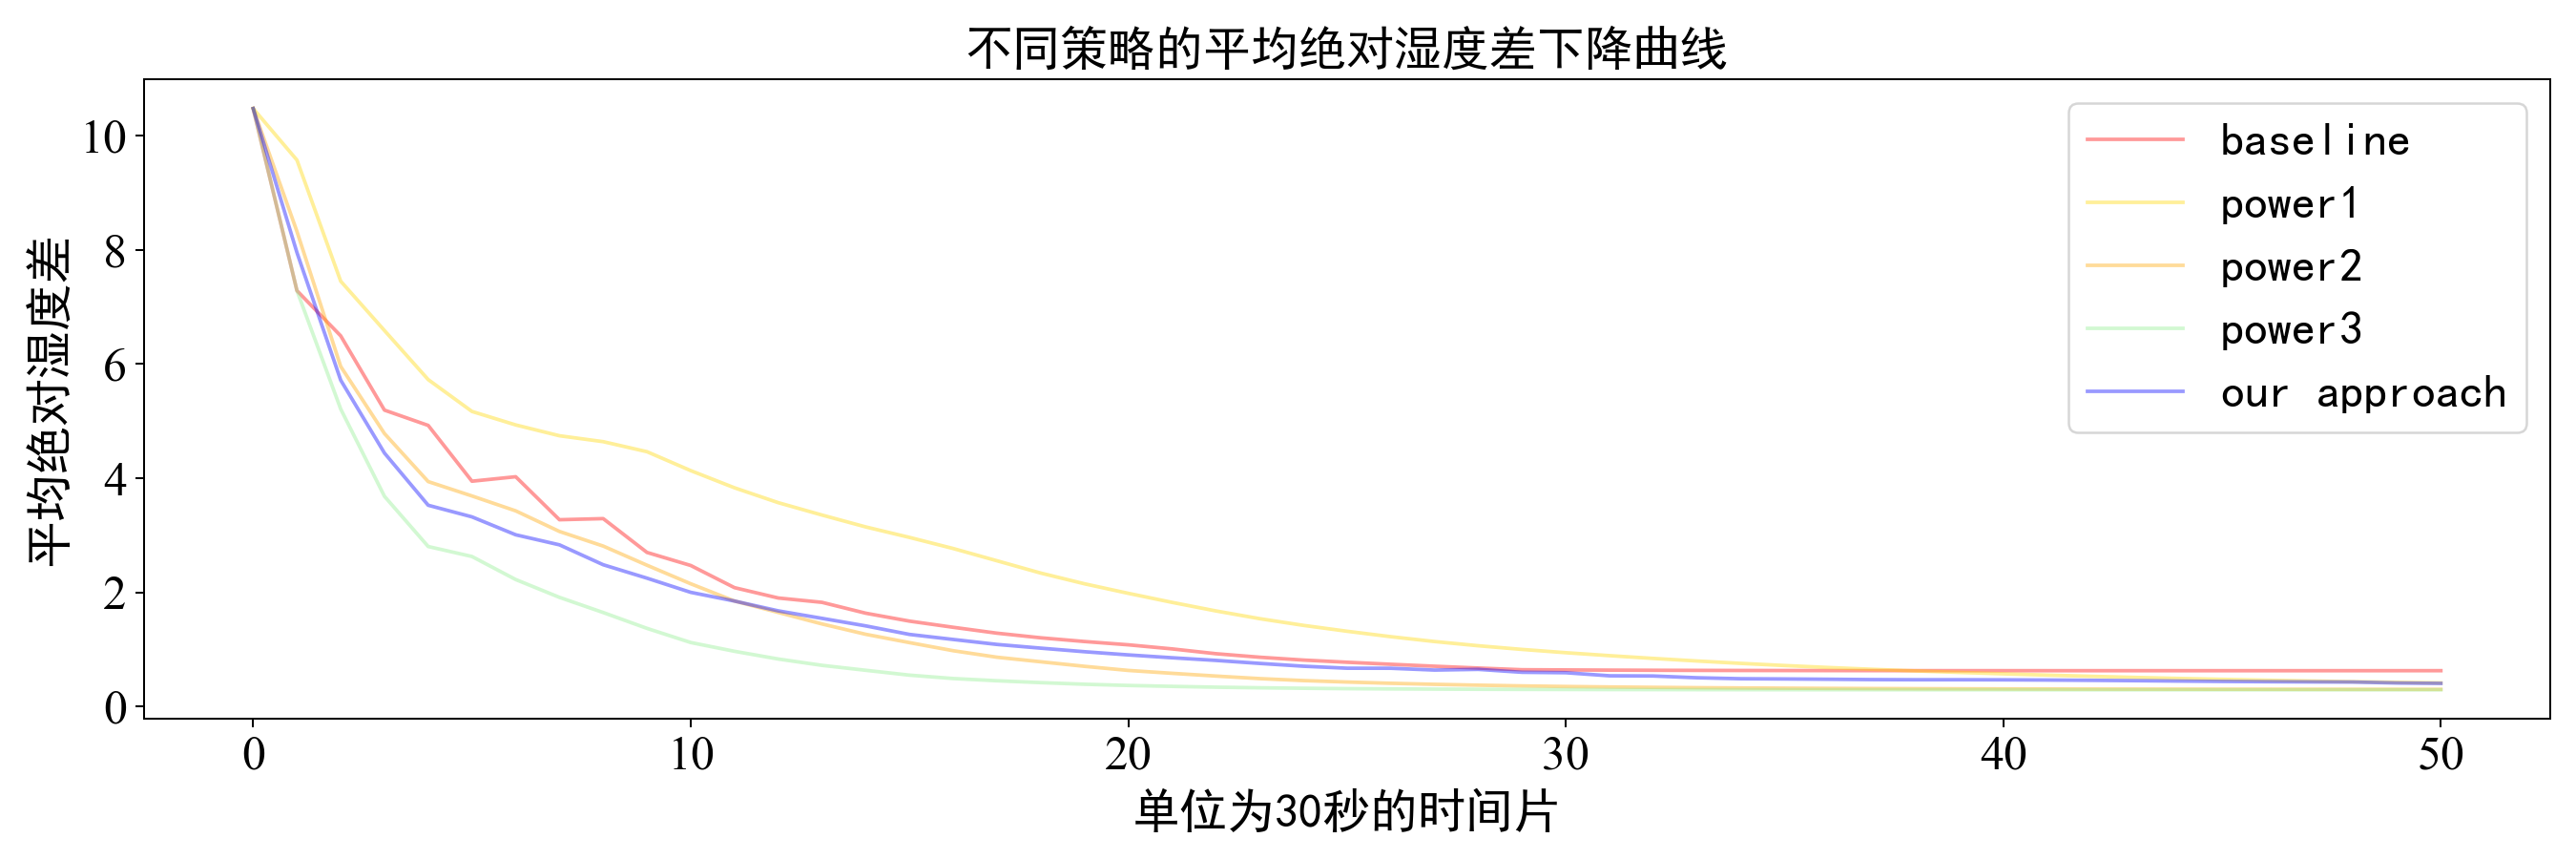 不同策略的平均绝对湿度差下降曲线
平均绝对湿度差
10
8
6
4
2
0
baseline
power1
power2
power3
our approach
0 10 20 30 40 50
单位为30秒的时间片